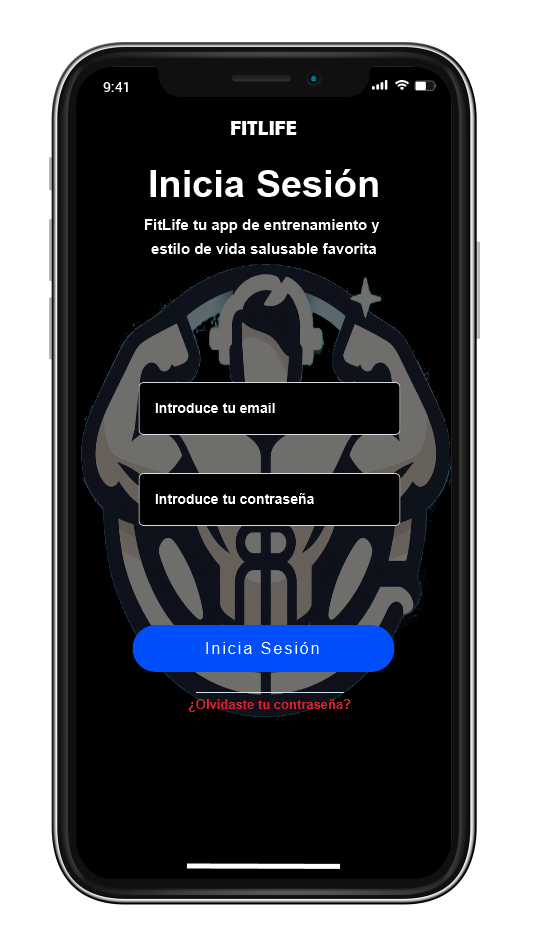 9:41
FITLIFE
Inicia Sesión
FitLife tu app de entrenamiento y
estilo de vida salusable favorita
Introduce tu email
Introduce tu contraseña
Inicia Sesión
¿Olvidaste tu contraseña?